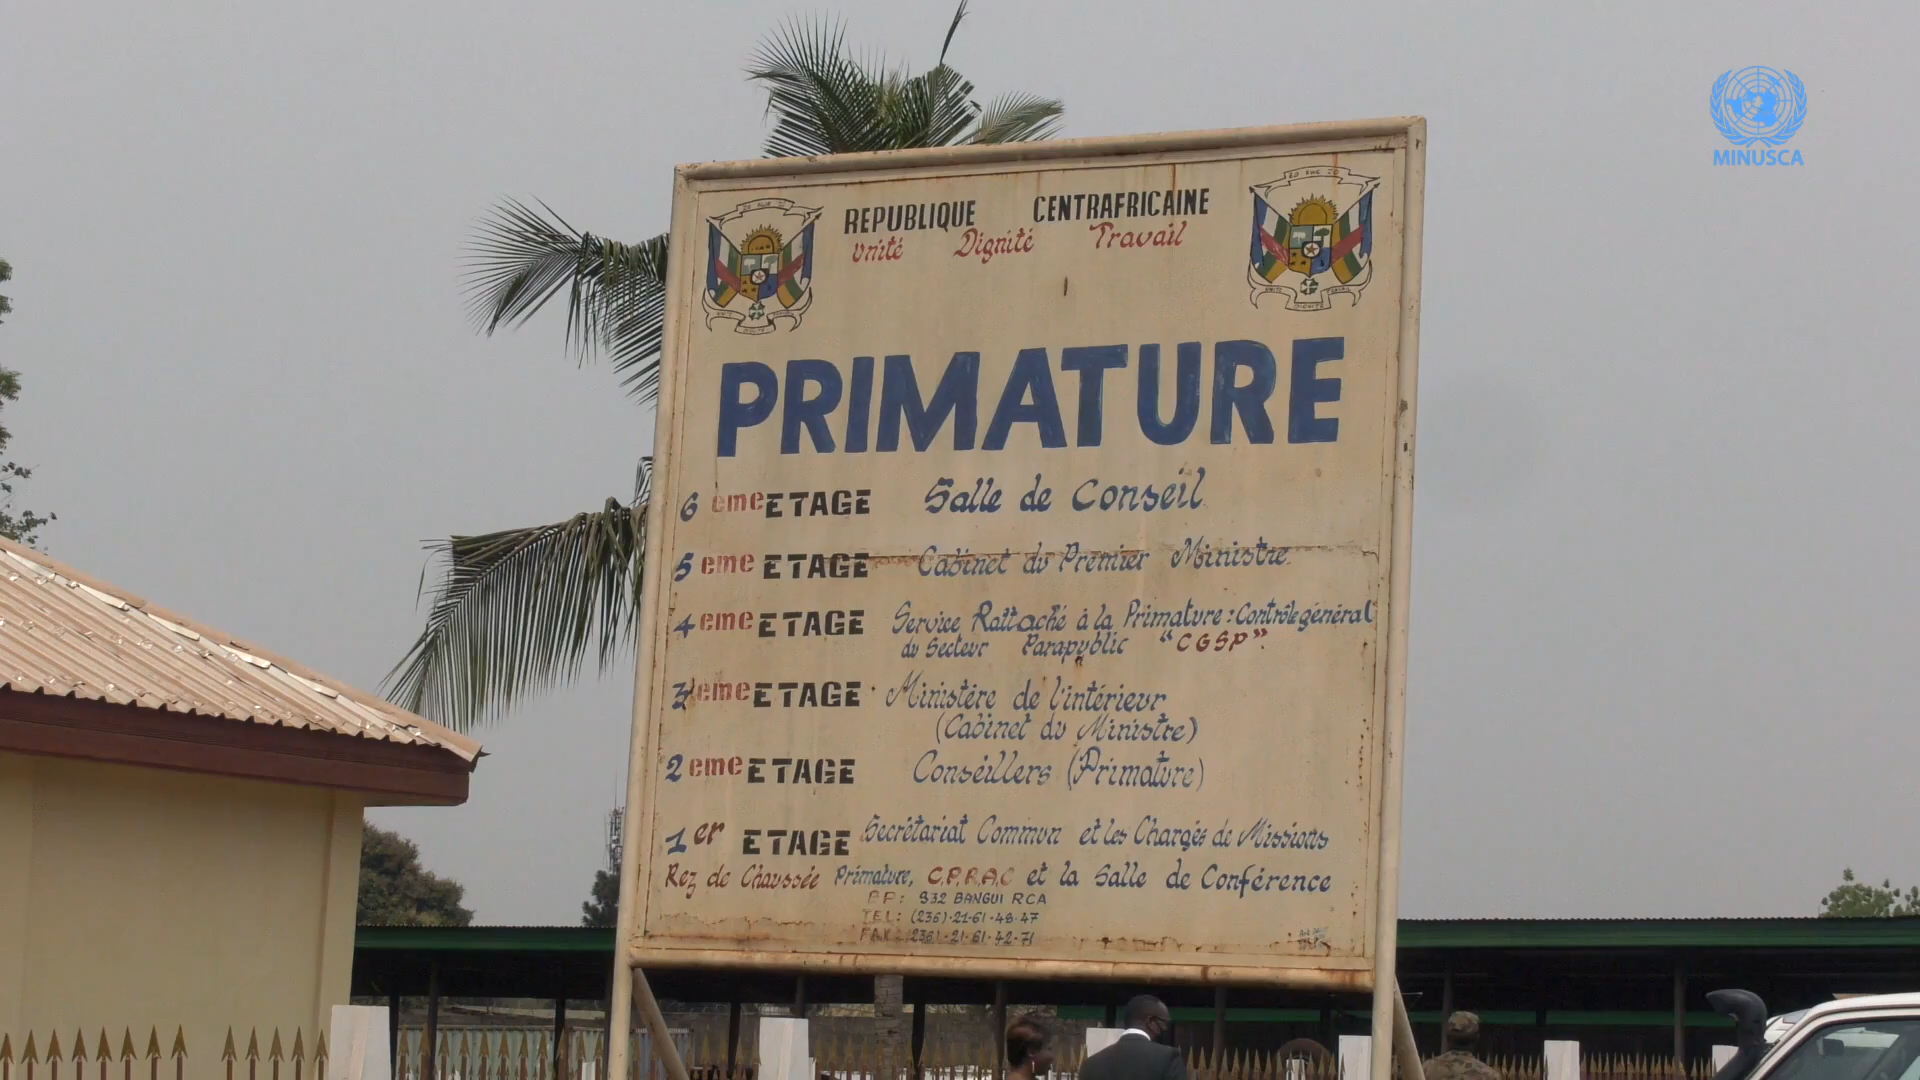 MINUSCA
REPUBLIQUE CENTRAFRICAINE
Unité Dignité Travail
PRIMATURE
6 eme ETAGE Salle de Conseil
5 eme ETAGE Cabinet du Premier Ministre
4 eme ETAGE Service Rattaché à la Primature : Contrôle général
du Secteur Parapublic "CGSP".
3 eme ETAGE Ministère de l'intérieur
(Cabinet du Ministre)
2 eme ETAGE Conséillers (Primature)
1er ETAGE Secrétariat Commun et les Chargés de Missions
Rez de Chaussée Primature, C.P.R.A.C et la Salle de Conférence
BP: 932 BANGUI RCA
TEL: (236)-21-61-48-47
FAX: (236)-21-61-42-71